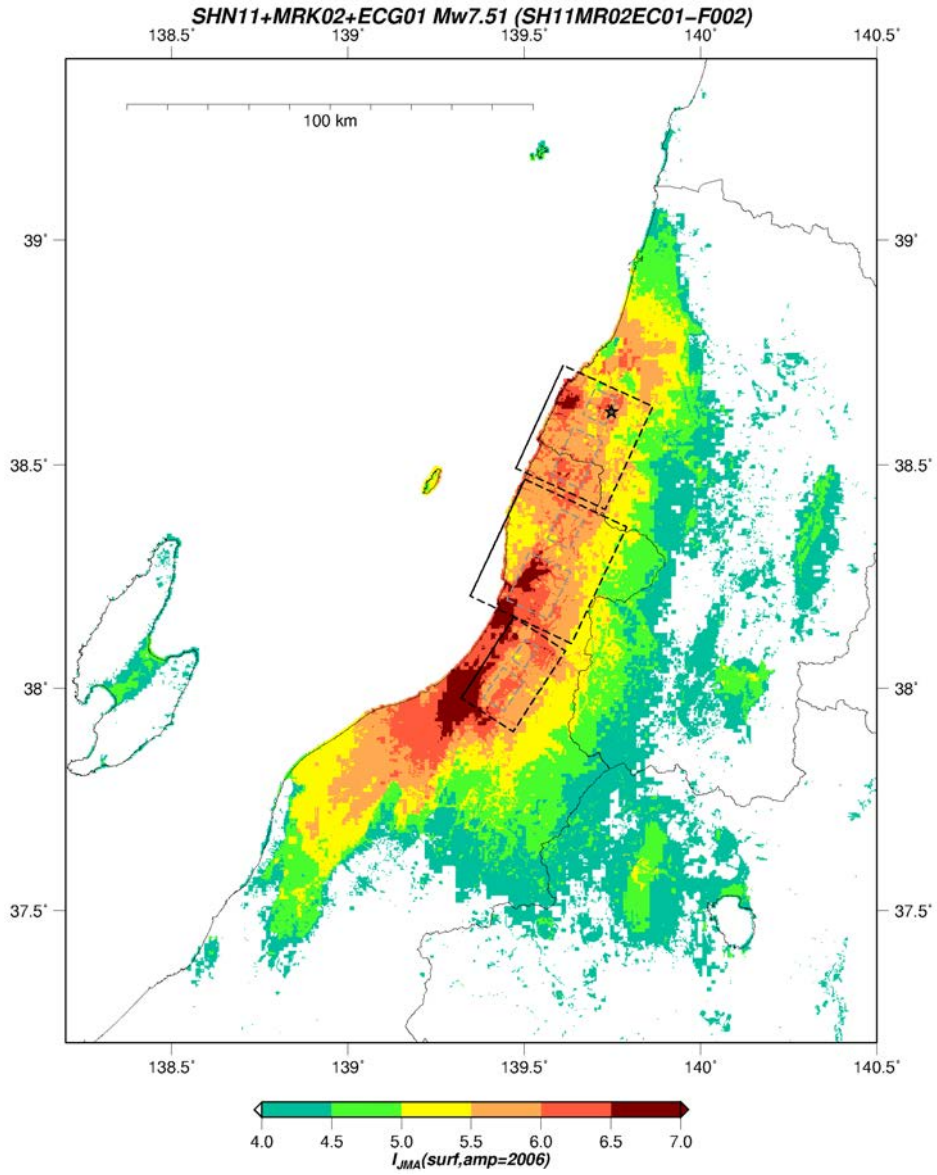 SHN11+MRK02+ECG01 Mw7.51 (SH11MR02EC01−F002)
138.5˚ 139˚ 139.5˚ 140˚ 140.5˚
100 km
39˚ 39˚
38.5˚ 38.5˚
38˚ 38˚
37.5˚ 37.5˚
138.5˚ 139˚ 139.5˚ 140˚ 140.5˚
4.0 4.5 5.0 5.5 6.0 6.5 7.0
IJMA(surf,amp=2006)